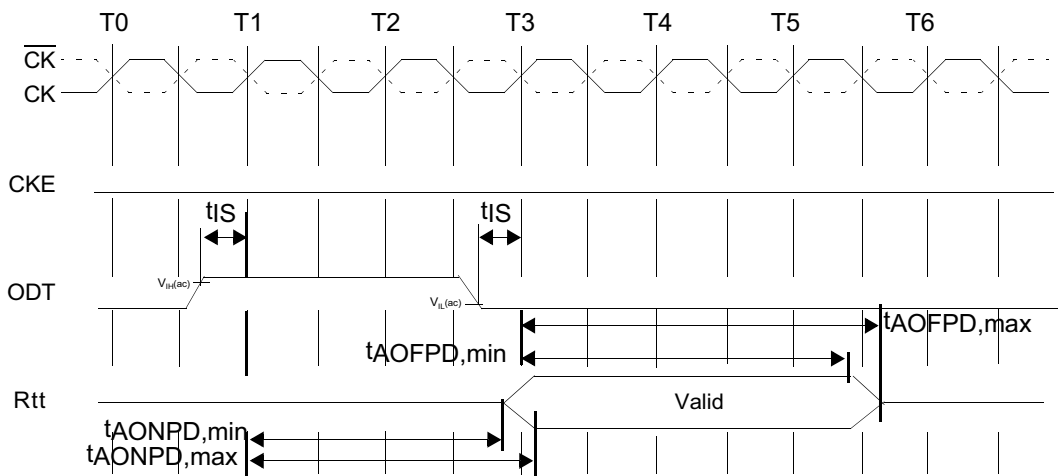 T0 T1 T2 T3 T4 T5 T6
CK
CK
CKE
tIS tIS
VIH(ac)
ODT
VIL(ac)
tAOFPD,max
tAOFPD,min
Rtt
Valid
tAONPD,min
tAONPD,max